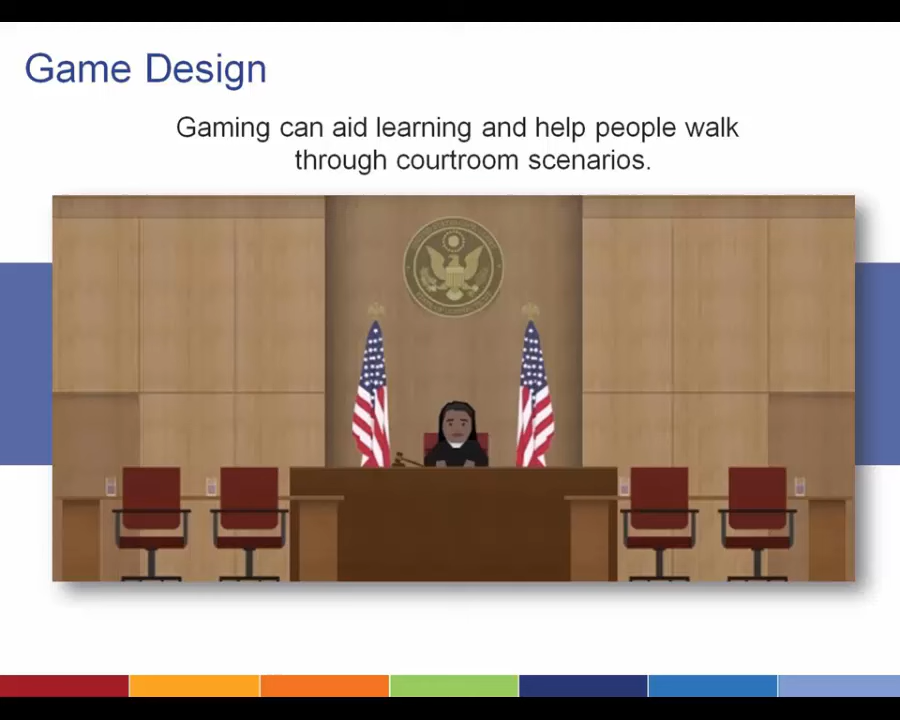 Game Design
Gaming can aid learning and help people walk
through courtroom scenarios.